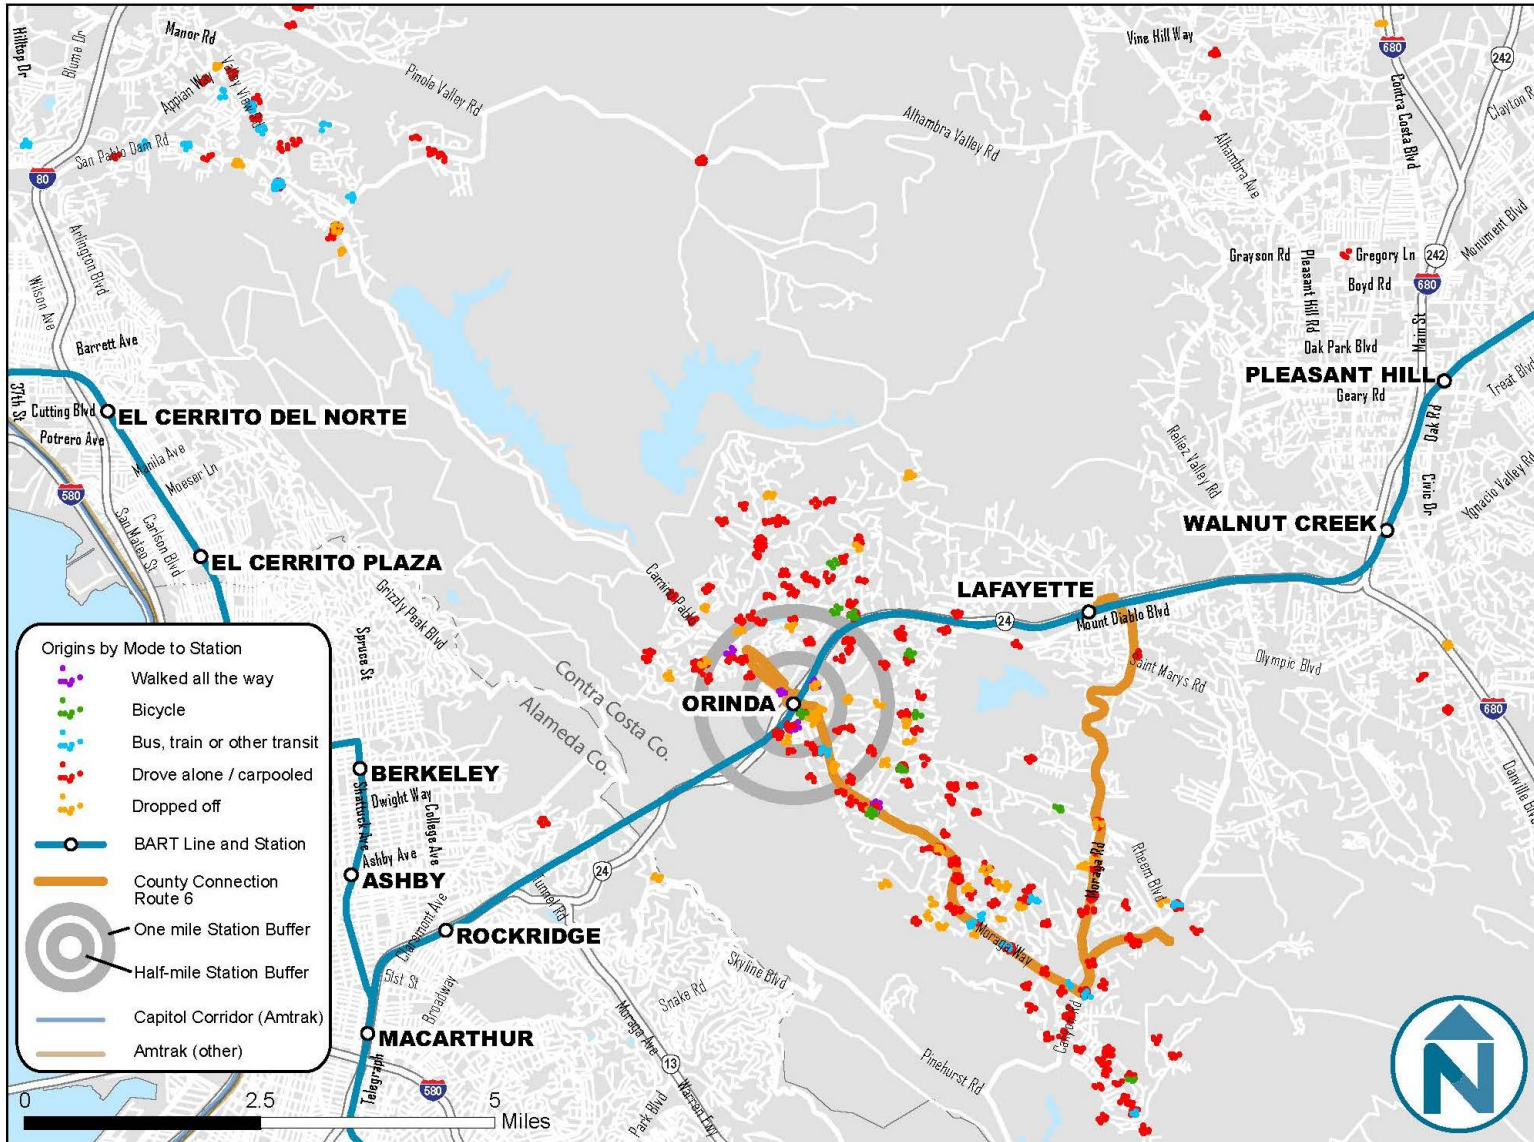 Hilltop Dr
Blume Dr
Manor Rd
Appian Way
Valley View
Pinole Valley Rd
San Pablo Dam Rd
80
Alhambra Valley Rd
Vine Hill Way
Alhambra Ave
680
242
Contra Costa Blvd
Clayton R
Monument Blvd
Grayson Rd
Pleasant Hill Rd
Gregory Ln
242
Boyd Rd
680
Main St
Oak Park Blvd
PLEASANT HILL
Geary Rd
Treat Blvd
Oak Rd
Arlington Blvd
Wilson Ave
Barrett Ave
37th St
Cutting Blvd
EL CERRITO DEL NORTE
Potrero Ave
Manila Ave
Moeser Ln
580
San Mateo St
Carlson Blvd
EL CERRITO PLAZA
Reliez Valley Rd
Civic Dr
Ygnacio Valley Rd
WALNUT CREEK
LAFAYETTE
24
Mount Diablo Blvd
Saint Marys Rd
Olympic Blvd
680
Danville Blvd
Camino Pablo
Grizzly Peak Blvd
Spruce St
Contra Costa Co.
Alameda Co.
ORINDA
Origins by Mode to Station
Walked all the way
Bicycle
Bus, train or other transit
Drove alone / carpooled
Dropped off
BART Line and Station
County Connection
Route 6
One mile Station Buffer
Half-mile Station Buffer
Capitol Corridor (Amtrak)
Amtrak (other)
BERKELEY
Dwight Way
Shattuck Ave
College Ave
Ashby Ave
ASHBY
24
Tunnel Rd
Claremont Ave
ROCKRIDGE
51st St
Broadway
MACARTHUR
Telegraph
580
Skyline Blvd
Snake Rd
Moraga Ave
13
Warren Fwy
Park Blvd
Pinehurst Rd
Moraga Way
Moraga Rd
Rheem Blvd
Canyon Rd
0
2.5
5
Miles
N